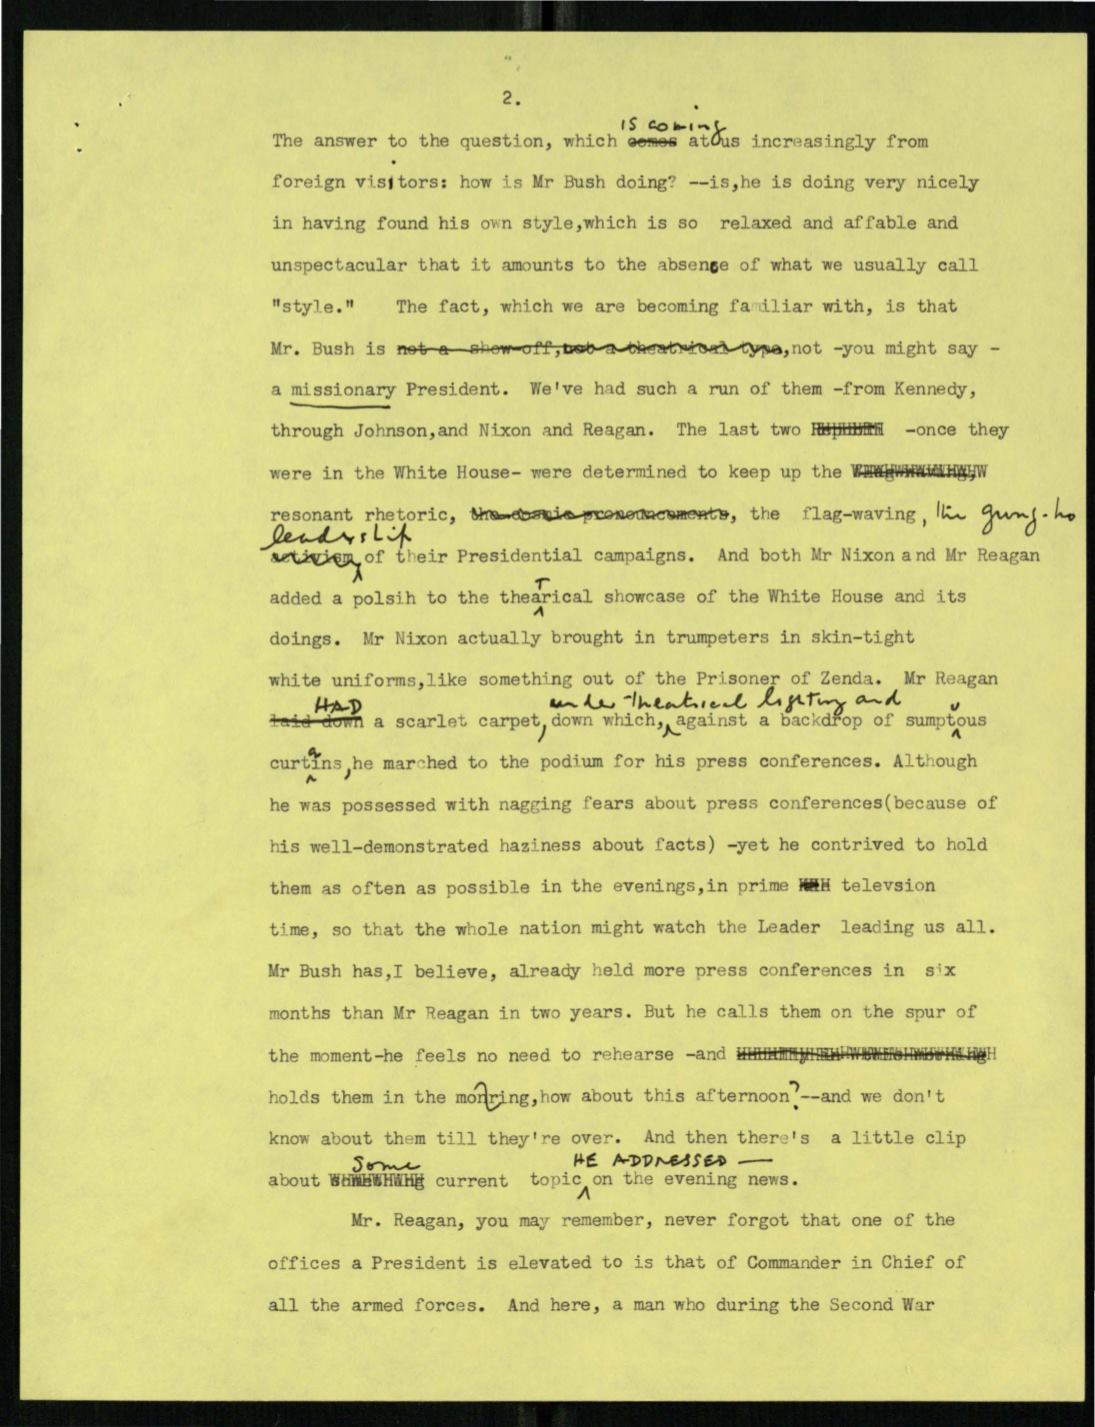 2.
is coming
The answer to the question, which comes at us increasingly from
foreign visitors: how is Mr Bush doing? --is,he is doing very nicely
in having found his own style,which is so relaxed and affable and
unspectacular that it amounts to the absence of what we usually call
"style." The fact, which we are becoming familiar with, is that
Mr. Bush is not a show-off,not a theatrical type,not -you might say -
a missionary President. We've had such a run of them -from Kennedy,
through Johnson,and Nixon and Reagan. The last two -once they
were in the White House- were determined to keep up the
resonant rhetoric, the cosmic pronouncements, the flag-waving, the gung-ho
leadership
activism of their Presidential campaigns. And both Mr Nixon and Mr Reagan
T
added a polsih to the thearical showcase of the White House and its
doings. Mr Nixon actually brought in trumpeters in skin-tight
white uniforms,like something out of the Prisoner of Zenda. Mr Reagan
HAD under theatrical lighting and u
laid down a scarlet carpet, down which, against a backdrop of sumptous
a
curtins, he marched to the podium for his press conferences. Although
he was possessed with nagging fears about press conferences(because of
his well-demonstrated haziness about facts) -yet he contrived to hold
them as often as possible in the evenings,in prime televsion
time, so that the whole nation might watch the Leader leading us all.
Mr Bush has,I believe, already held more press conferences in six
months than Mr Reagan in two years. But he calls them on the spur of
the moment-he feels no need to rehearse -and
holds them in the monring,how about this afternoon?--and we don't
know about them till they're over. And then there's a little clip
Some HE ADDRESSED —
about current topic on the evening news.
Mr. Reagan, you may remember, never forgot that one of the
offices a President is elevated to is that of Commander in Chief of
all the armed forces. And here, a man who during the Second War